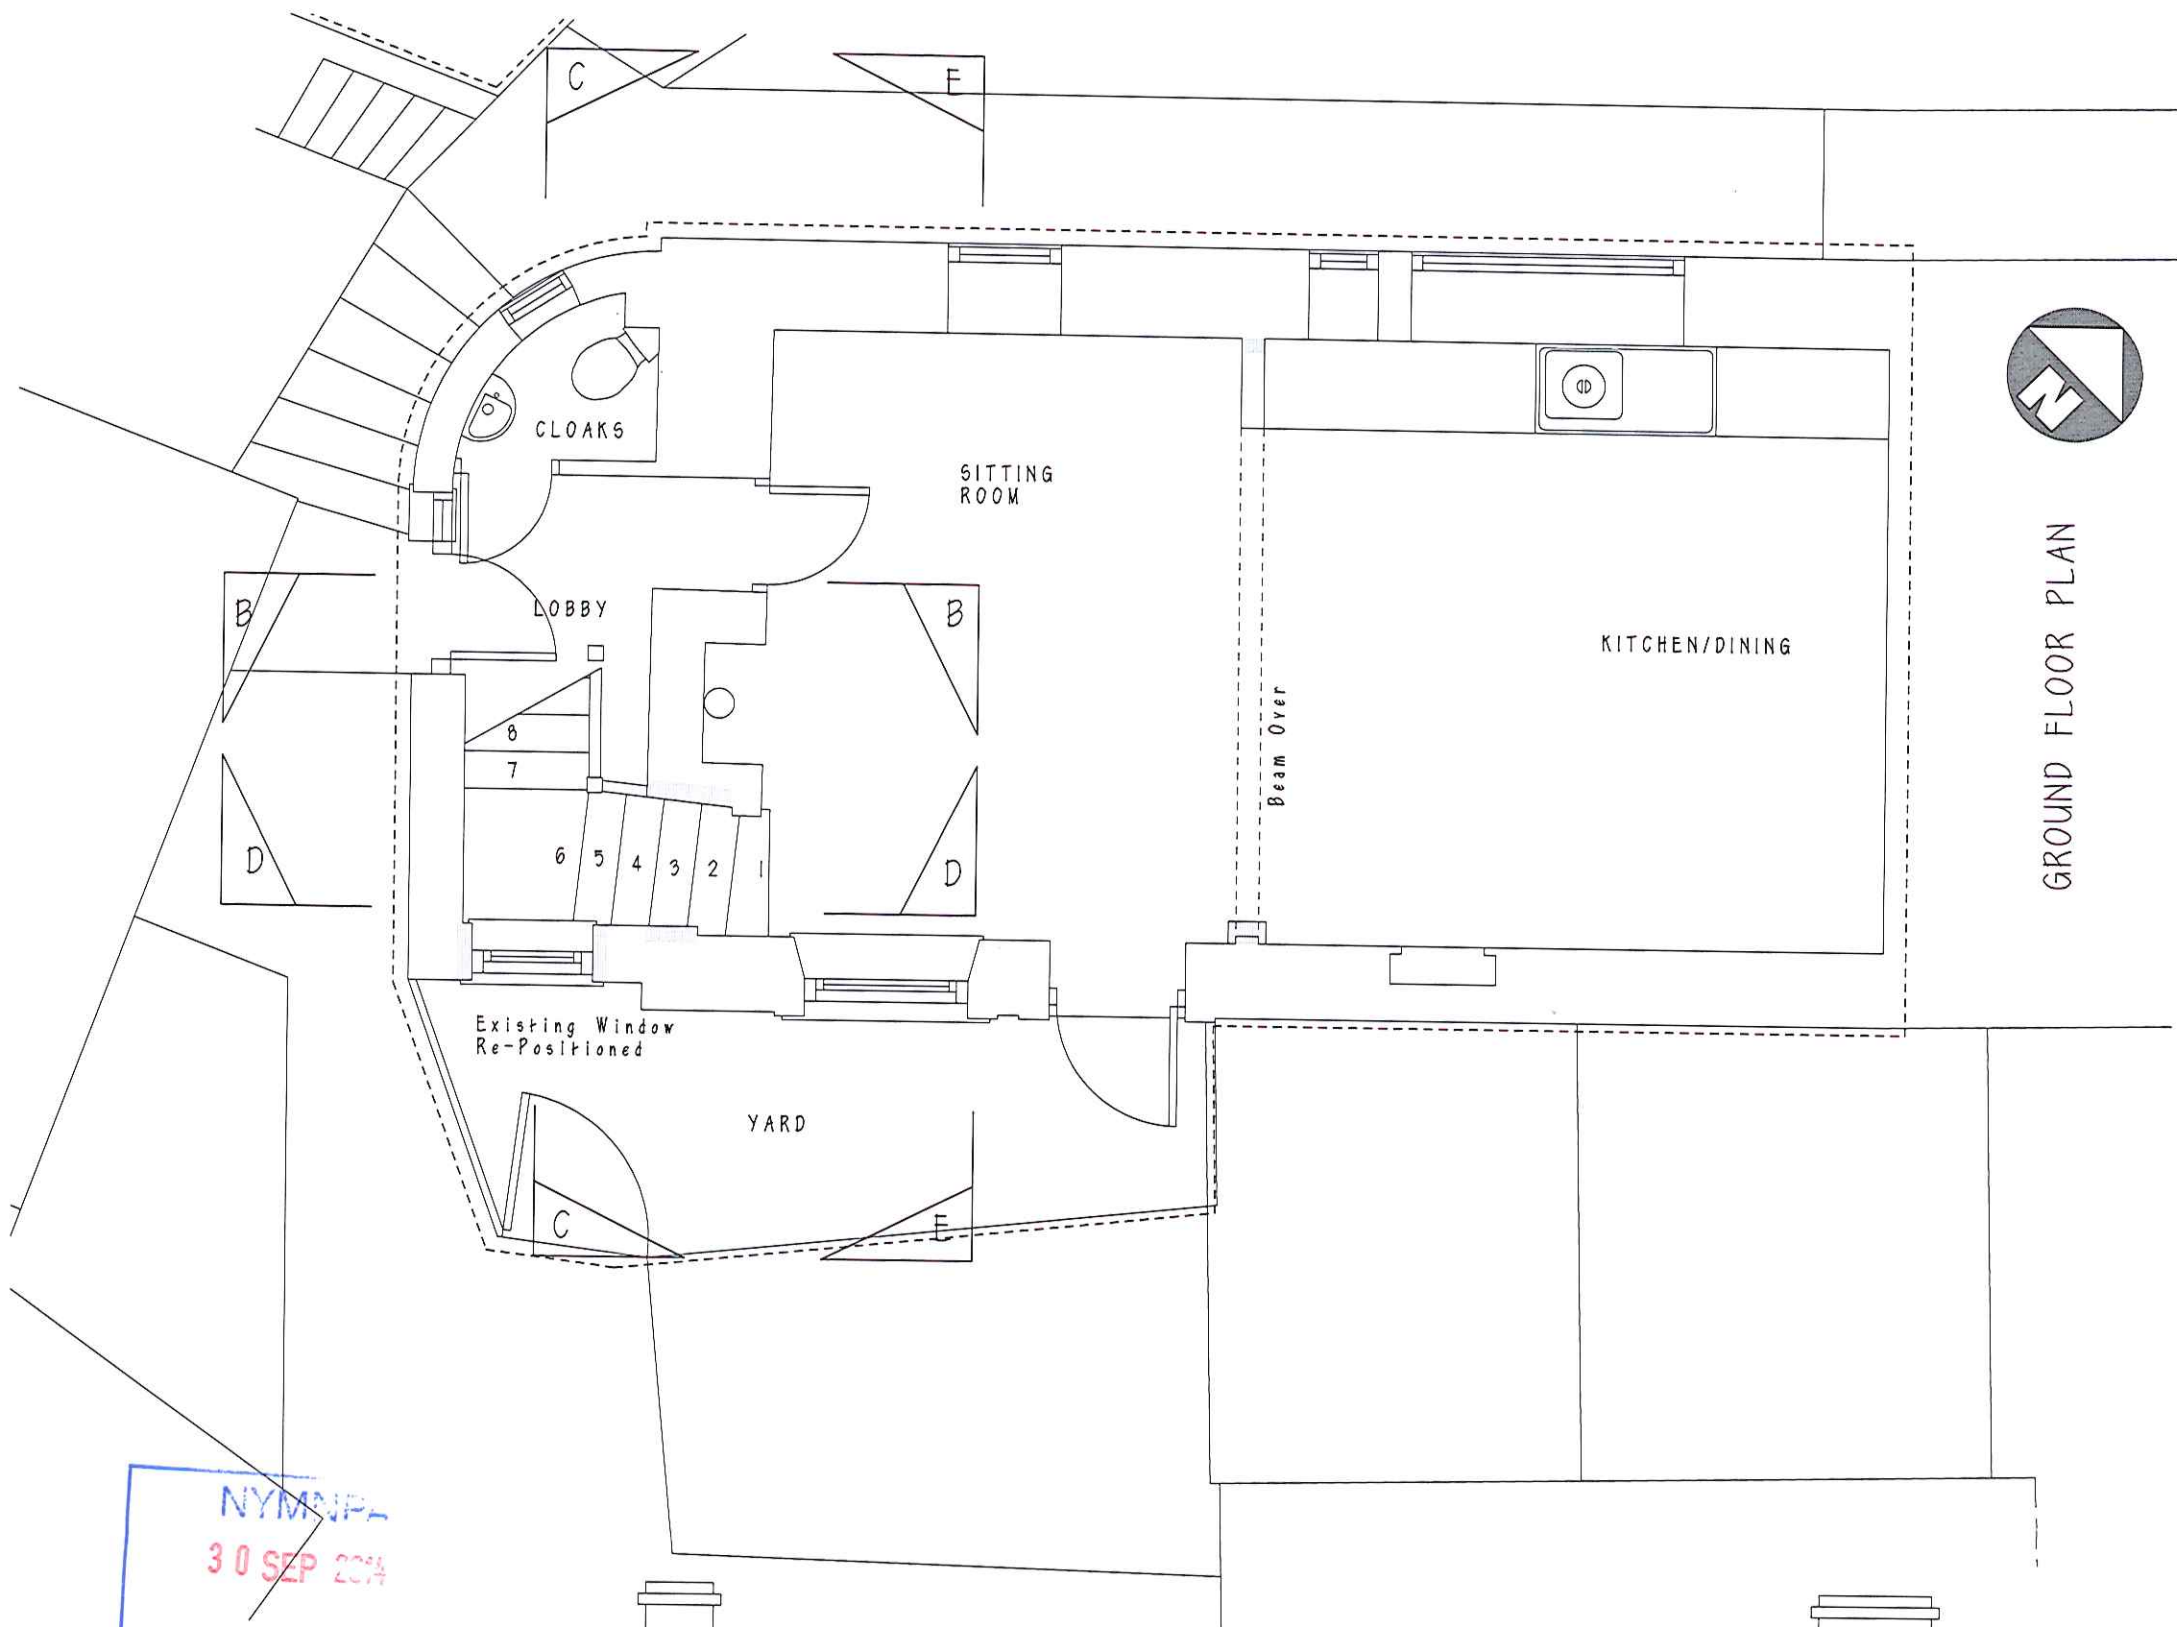 C
E
CLOAKS
SITTING
ROOM
N
B
LOBBY
B
KITCHEN/DINING
GROUND FLOOR PLAN
Beam Over
8
7
6
5
4
3
2
1
D
D
Existing Window
Re-Positioned
YARD
C
E
30 SEP